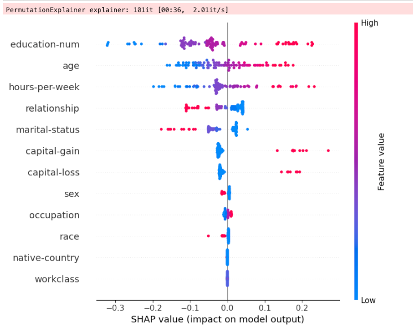 PermutationExplainer explainer: 101it [00:36, 2.01it/s]
High
education-num
age
hours-per-week
relationship
marital-status
capital-gain
capital-loss
sex
occupation
race
native-country
workclass
Feature value
Low
−0.3 −0.2 −0.1 0.0 0.1 0.2
SHAP value (impact on model output)